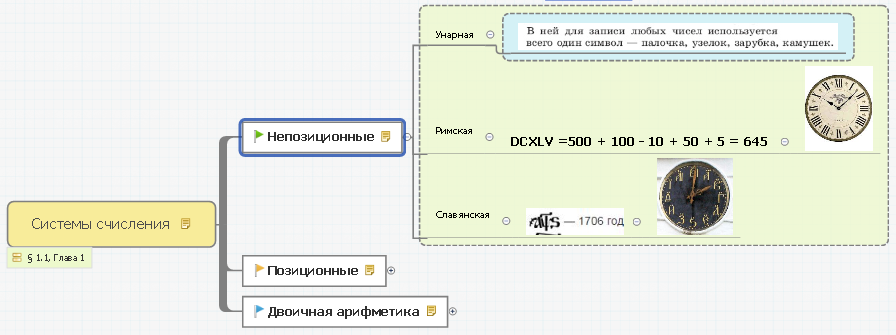 Унарная
В ней для записи любых чисел используется
всего один символ — палочка, узелок, зарубка, камушек.
Непозиционные
Римская
DCXLV =500 + 100 - 10 + 50 + 5 = 645
Системы счисления
Славянская
— 1706 год
§ 1.1, Глава 1
Позиционные
Двоичная арифметика